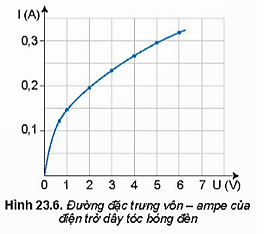 I (A)
0,3
0,2
0,1
0 1 2 3 4 5 6 7 U (V)
Hình 23.6. Đường đặc trưng vôn – ampe của
điện trở dây tóc bóng đèn